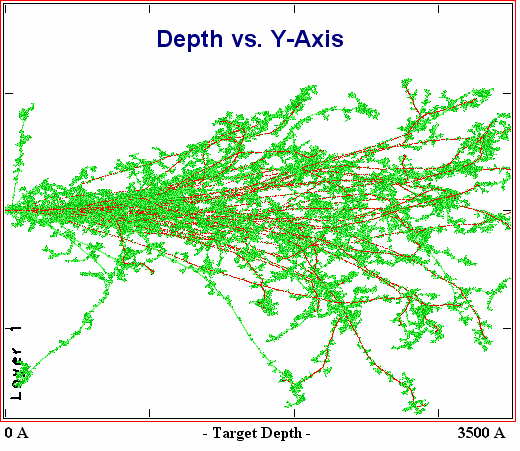 Depth vs. Y-Axis
Layer 1
0 A
- Target Depth -
3500 A